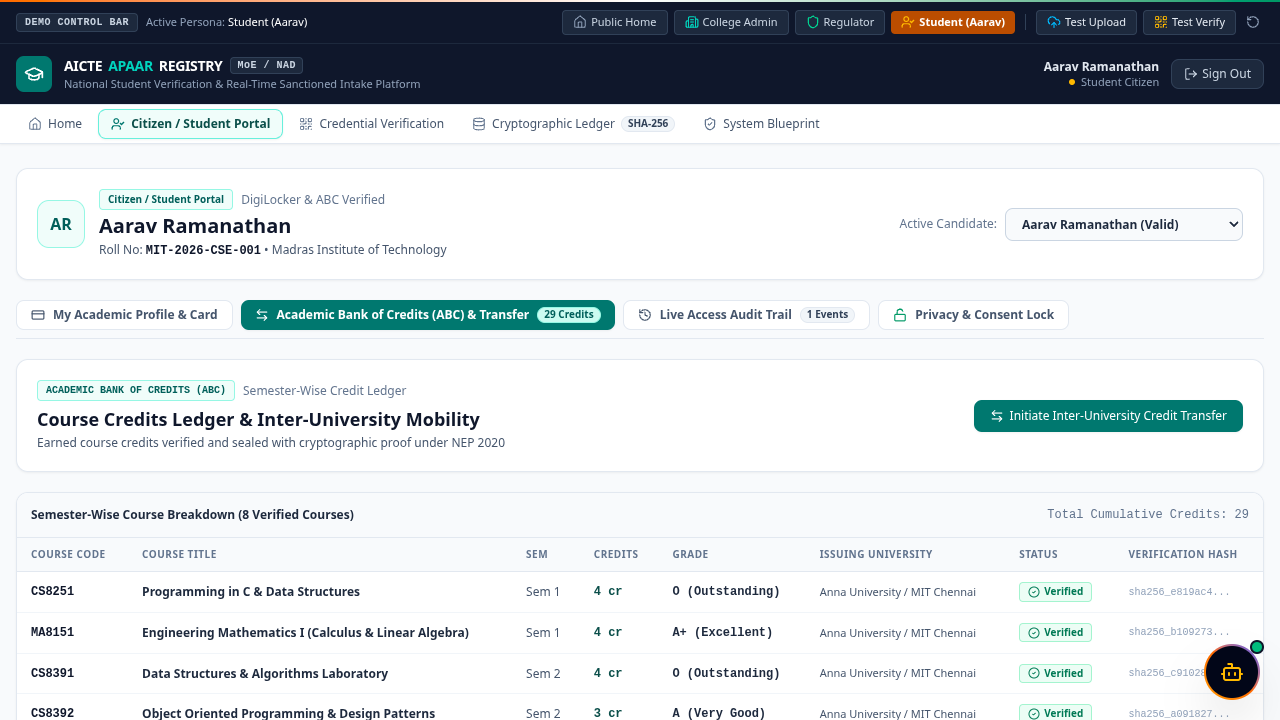 DEMO CONTROL BAR Active Persona: Student (Aarav) Public Home College Admin Regulator Student (Aarav) Test Upload Test Verify
AICTE APAAR REGISTRY MoE / NAD
National Student Verification & Real-Time Sanctioned Intake Platform
Aarav Ramanathan
Student Citizen
Sign Out
Home Citizen / Student Portal Credential Verification Cryptographic Ledger SHA-256 System Blueprint
AR
Citizen / Student Portal DigiLocker & ABC Verified
Aarav Ramanathan
Roll No: MIT-2026-CSE-001 • Madras Institute of Technology
Active Candidate: Aarav Ramanathan (Valid)
My Academic Profile & Card Academic Bank of Credits (ABC) & Transfer 29 Credits Live Access Audit Trail 1 Events Privacy & Consent Lock
ACADEMIC BANK OF CREDITS (ABC) Semester-Wise Credit Ledger
Course Credits Ledger & Inter-University Mobility
Earned course credits verified and sealed with cryptographic proof under NEP 2020
Initiate Inter-University Credit Transfer
Semester-Wise Course Breakdown (8 Verified Courses) Total Cumulative Credits: 29
COURSE CODE COURSE TITLE SEM CREDITS GRADE ISSUING UNIVERSITY STATUS VERIFICATION HASH
CS8251 Programming in C & Data Structures Sem 1 4 cr O (Outstanding) Anna University / MIT Chennai Verified sha256_e819ac4...
MA8151 Engineering Mathematics I (Calculus & Linear Algebra) Sem 1 4 cr A+ (Excellent) Anna University / MIT Chennai Verified sha256_b109273...
CS8391 Data Structures & Algorithms Laboratory Sem 2 4 cr O (Outstanding) Anna University / MIT Chennai Verified
CS8392 Object Oriented Programming & Design Patterns Sem 2 3 cr A (Very Good) Anna University / MIT Chennai Verified sha256_a091827...